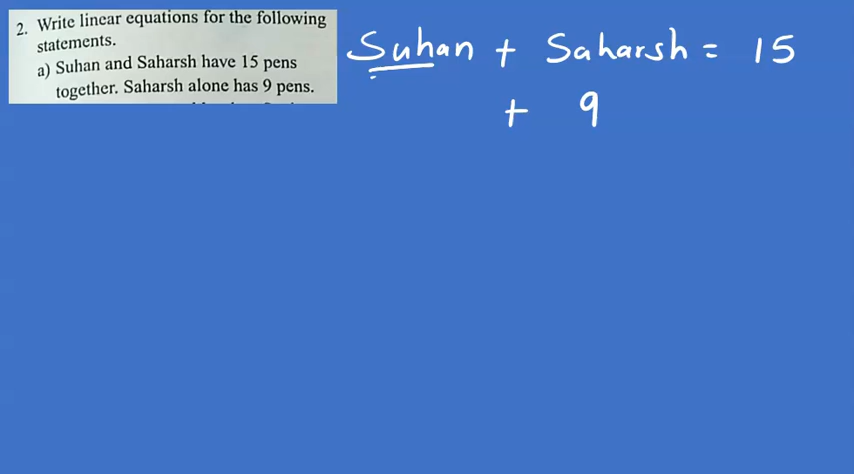 2. Write linear equations for the following
statements.
a) Suhan and Saharsh have 15 pens
together. Saharsh alone has 9 pens.
Suhan + Saharsh = 15
+ 9